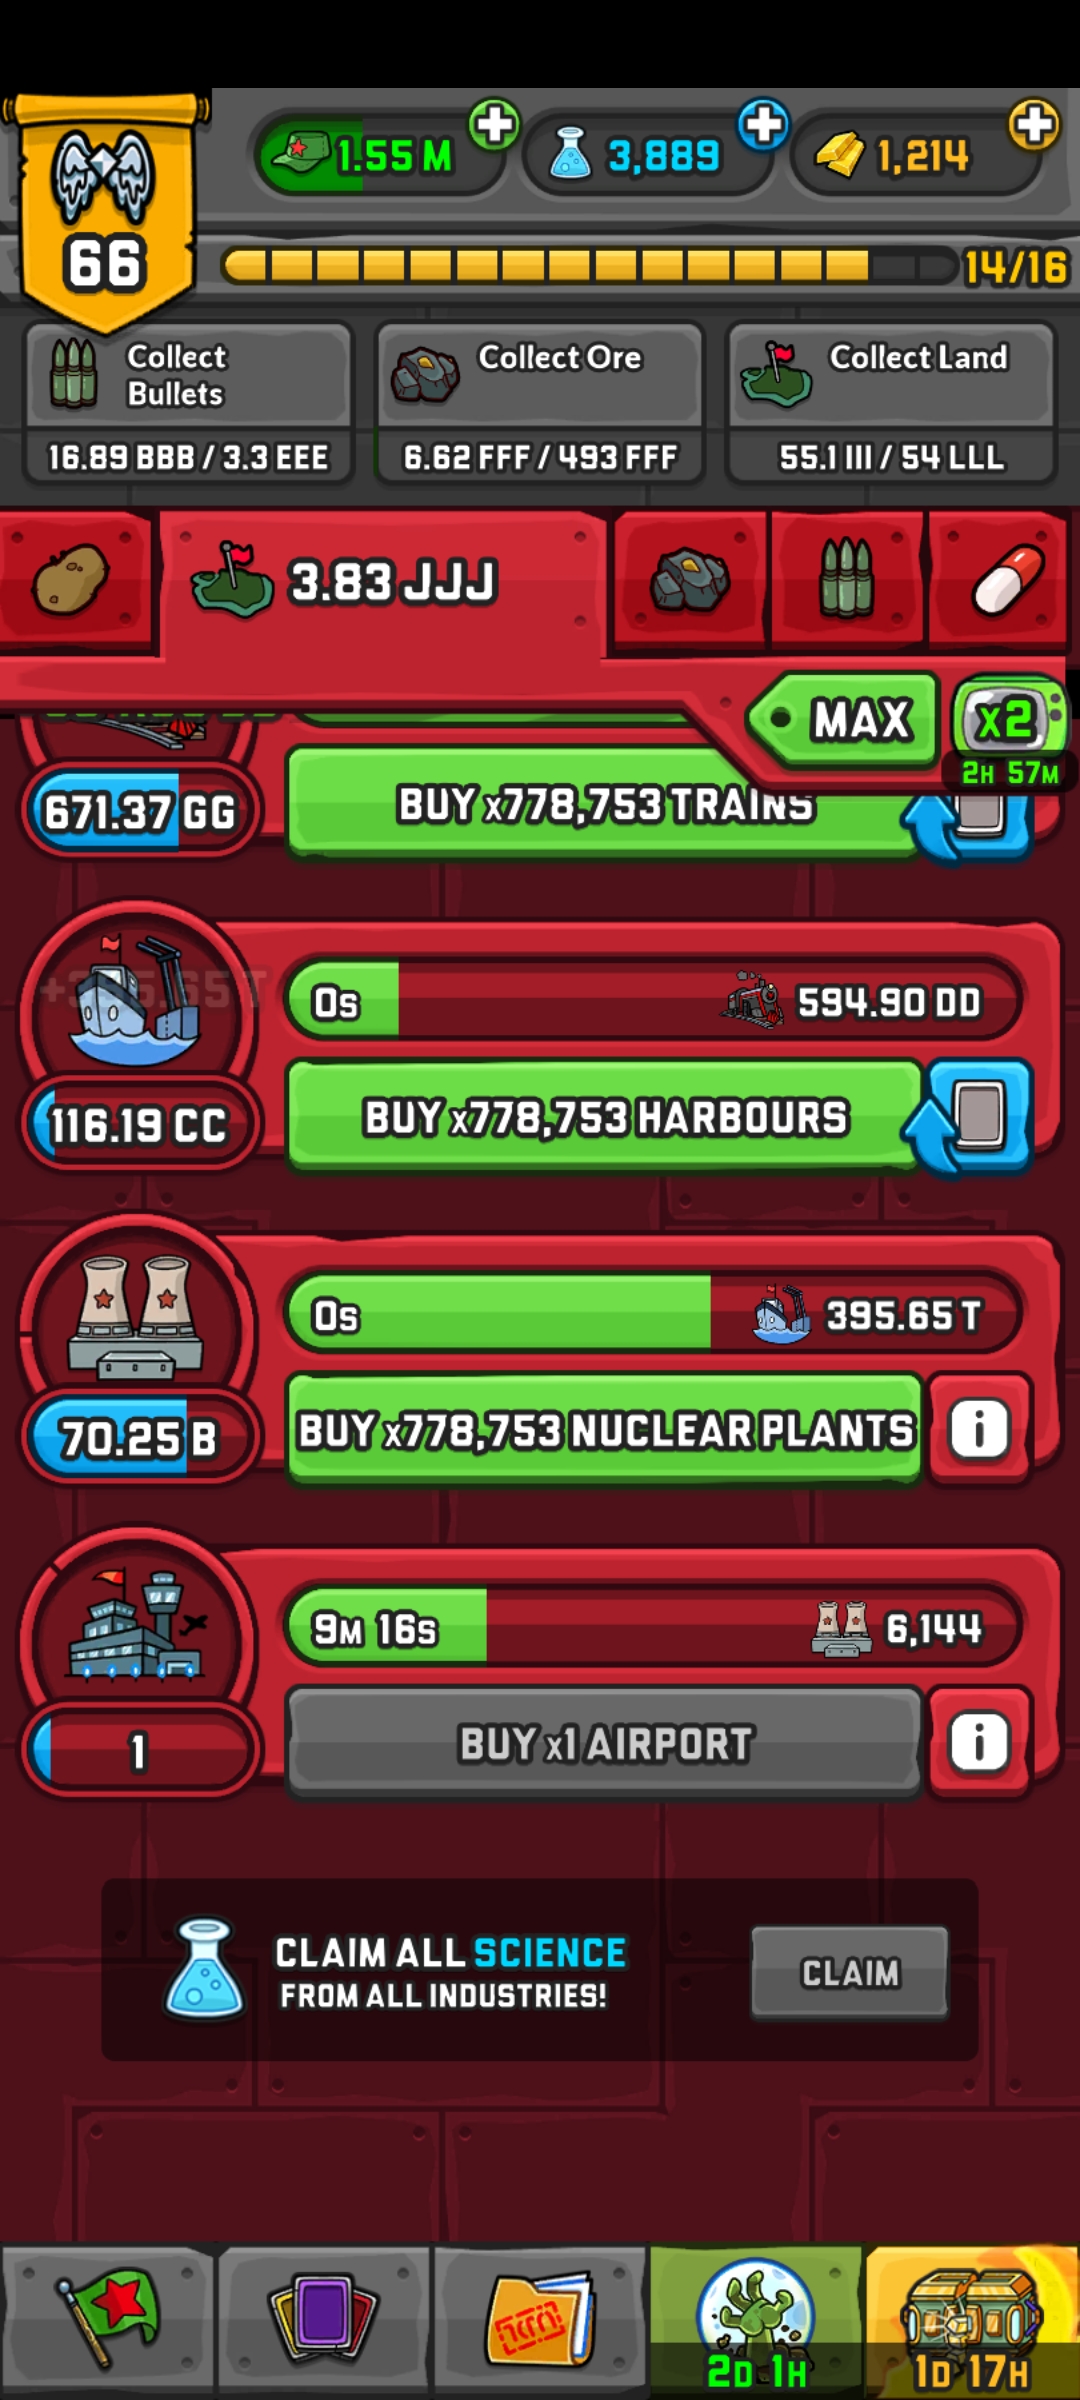 1.55 M
3,889
1,214
66
14/16
Collect
Bullets
Collect Ore
Collect Land
16.89 BBB / 3.3 EEE
6.62 FFF / 493 FFF
55.1 III / 54 LLL
3.83 JJJ
MAX
x2
2H 57M
671.37 GG
BUY x778,753 TRAINS
0s
594.90 DD
116.19 CC
BUY x778,753 HARBOURS
0s
395.65 T
70.25 B
BUY x778,753 NUCLEAR PLANTS
9M 16s
6,144
1
BUY x1 AIRPORT
CLAIM ALL SCIENCE
FROM ALL INDUSTRIES!
CLAIM
2D 1H
1D 17H